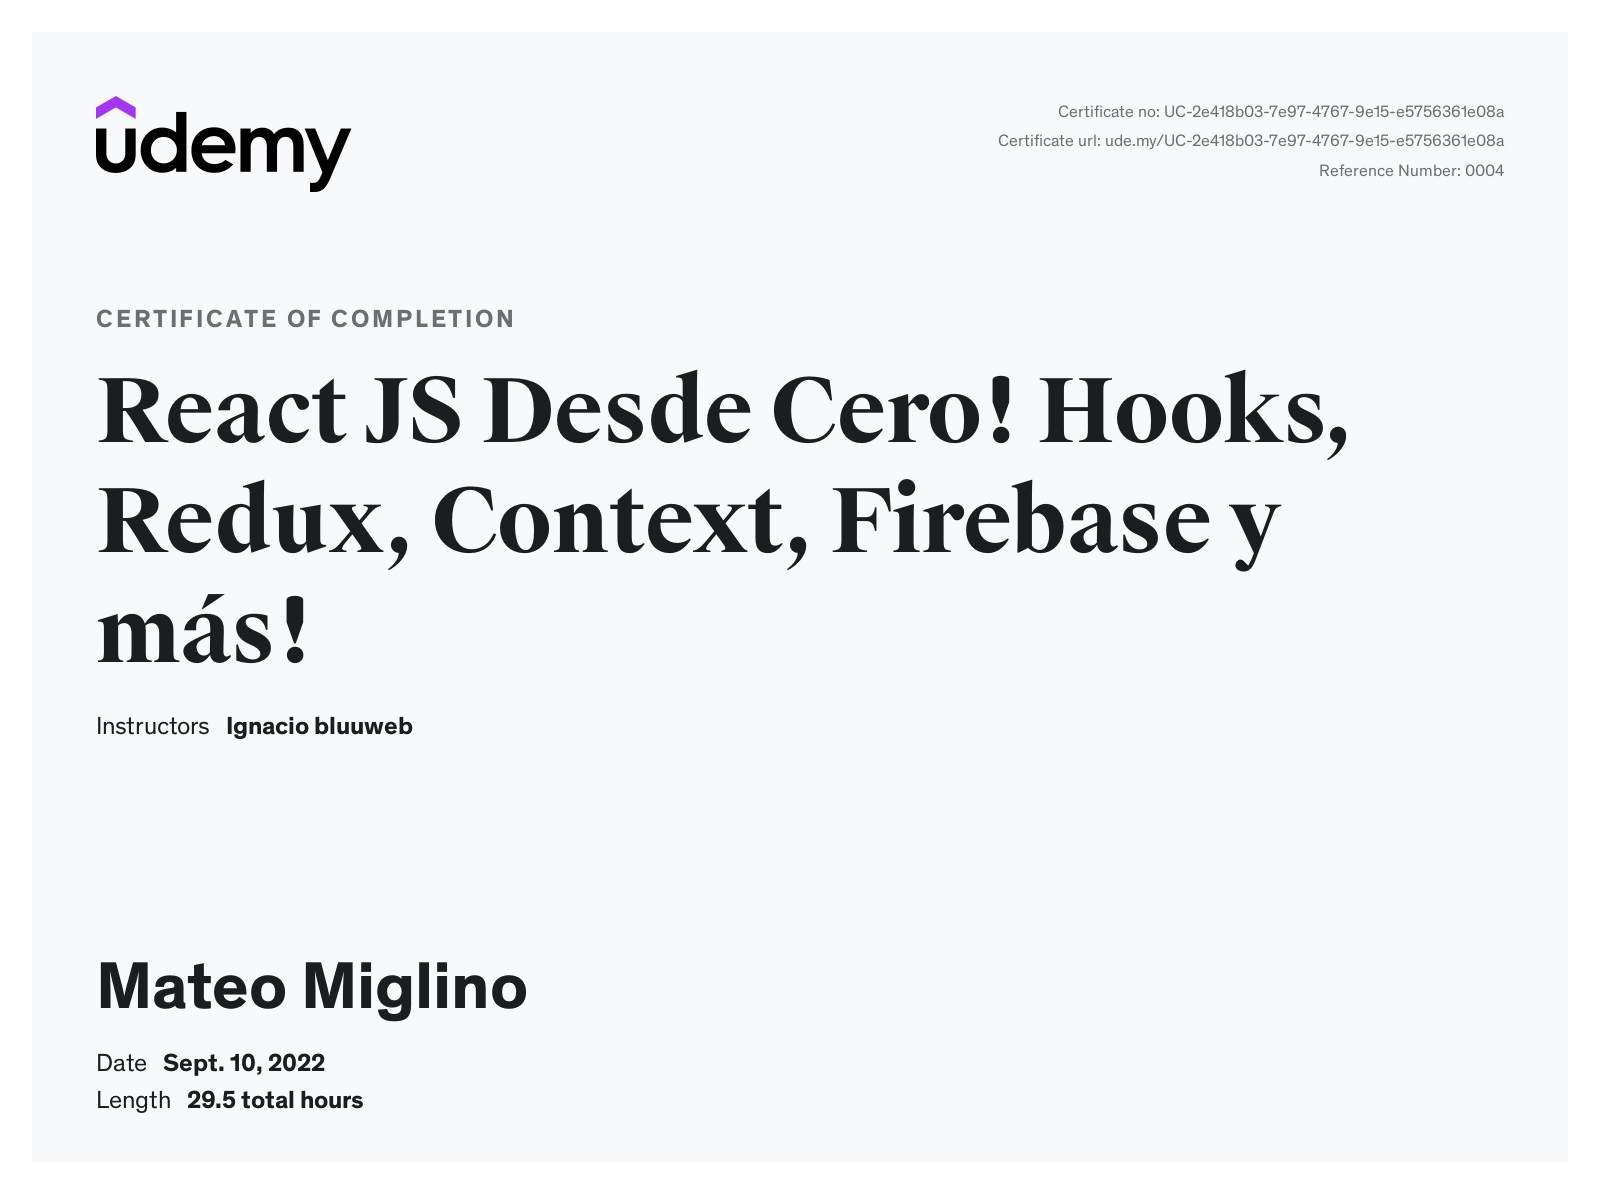 udemy
Certificate no: UC-2e418b03-7e97-4767-9e15-e5756361e08a
Certificate url: ude.my/UC-2e418b03-7e97-4767-9e15-e5756361e08a
Reference Number: 0004
CERTIFICATE OF COMPLETION
React JS Desde Cero! Hooks,
Redux, Context, Firebase y
más!
Instructors Ignacio bluuweb
Mateo Miglino
Date Sept. 10, 2022
Length 29.5 total hours